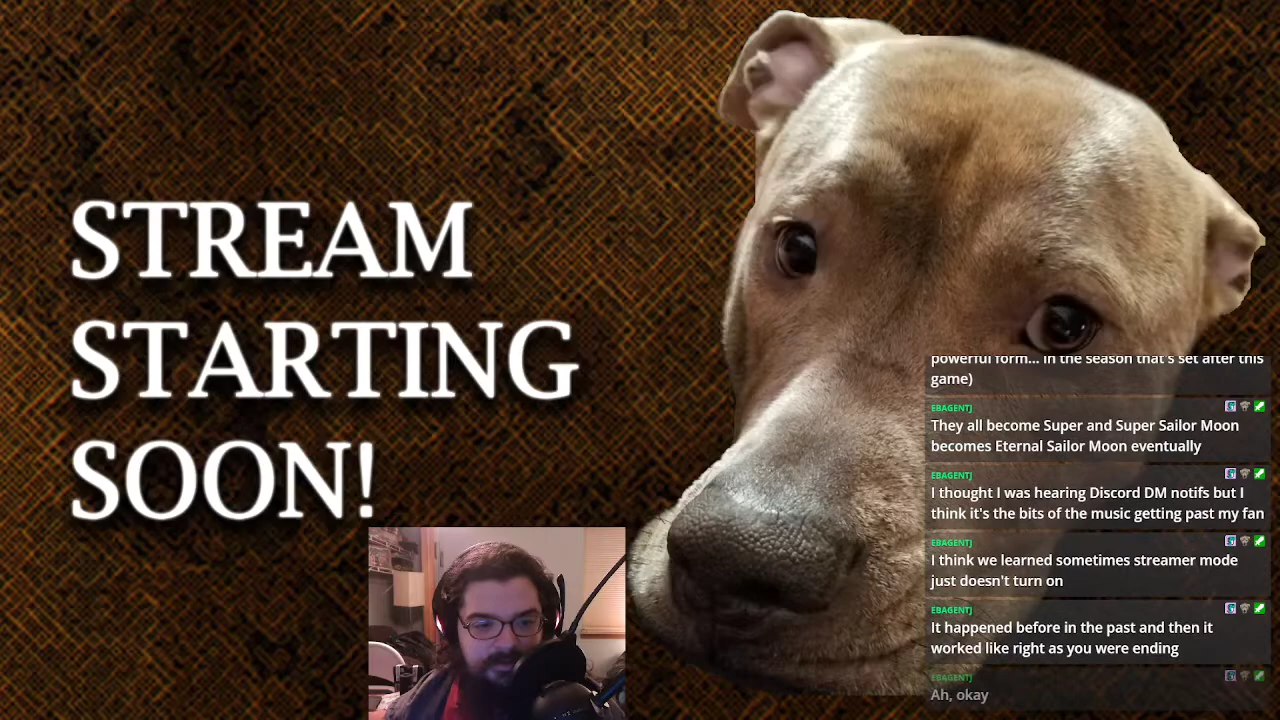 STREAM
STARTING
SOON!
powerful form... in the season that's set after this
game)
EBAGENTJ
They all become Super and Super Sailor Moon
becomes Eternal Sailor Moon eventually
EBAGENTJ
I thought I was hearing Discord DM notifs but I
think it's the bits of the music getting past my fan
EBAGENTJ
I think we learned sometimes streamer mode
just doesn't turn on
EBAGENTJ
It happened before in the past and then it
worked like right as you were ending
EBAGENTJ
Ah, okay